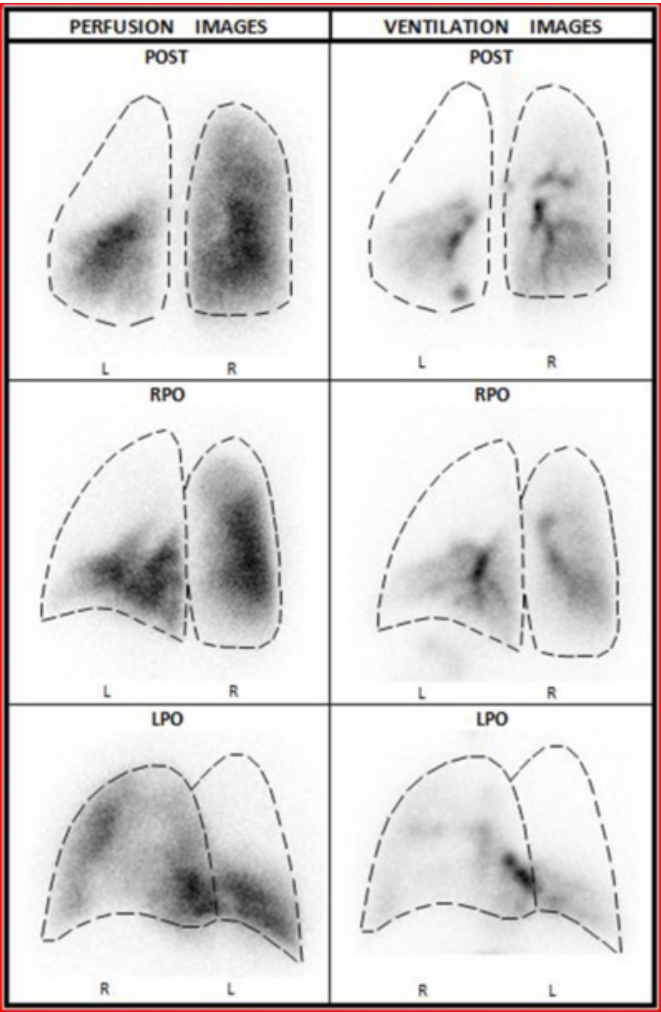 PERFUSION IMAGES VENTILATION IMAGES
POST POST
L R L R
RPO RPO
L R L R
LPO LPO
R L R L